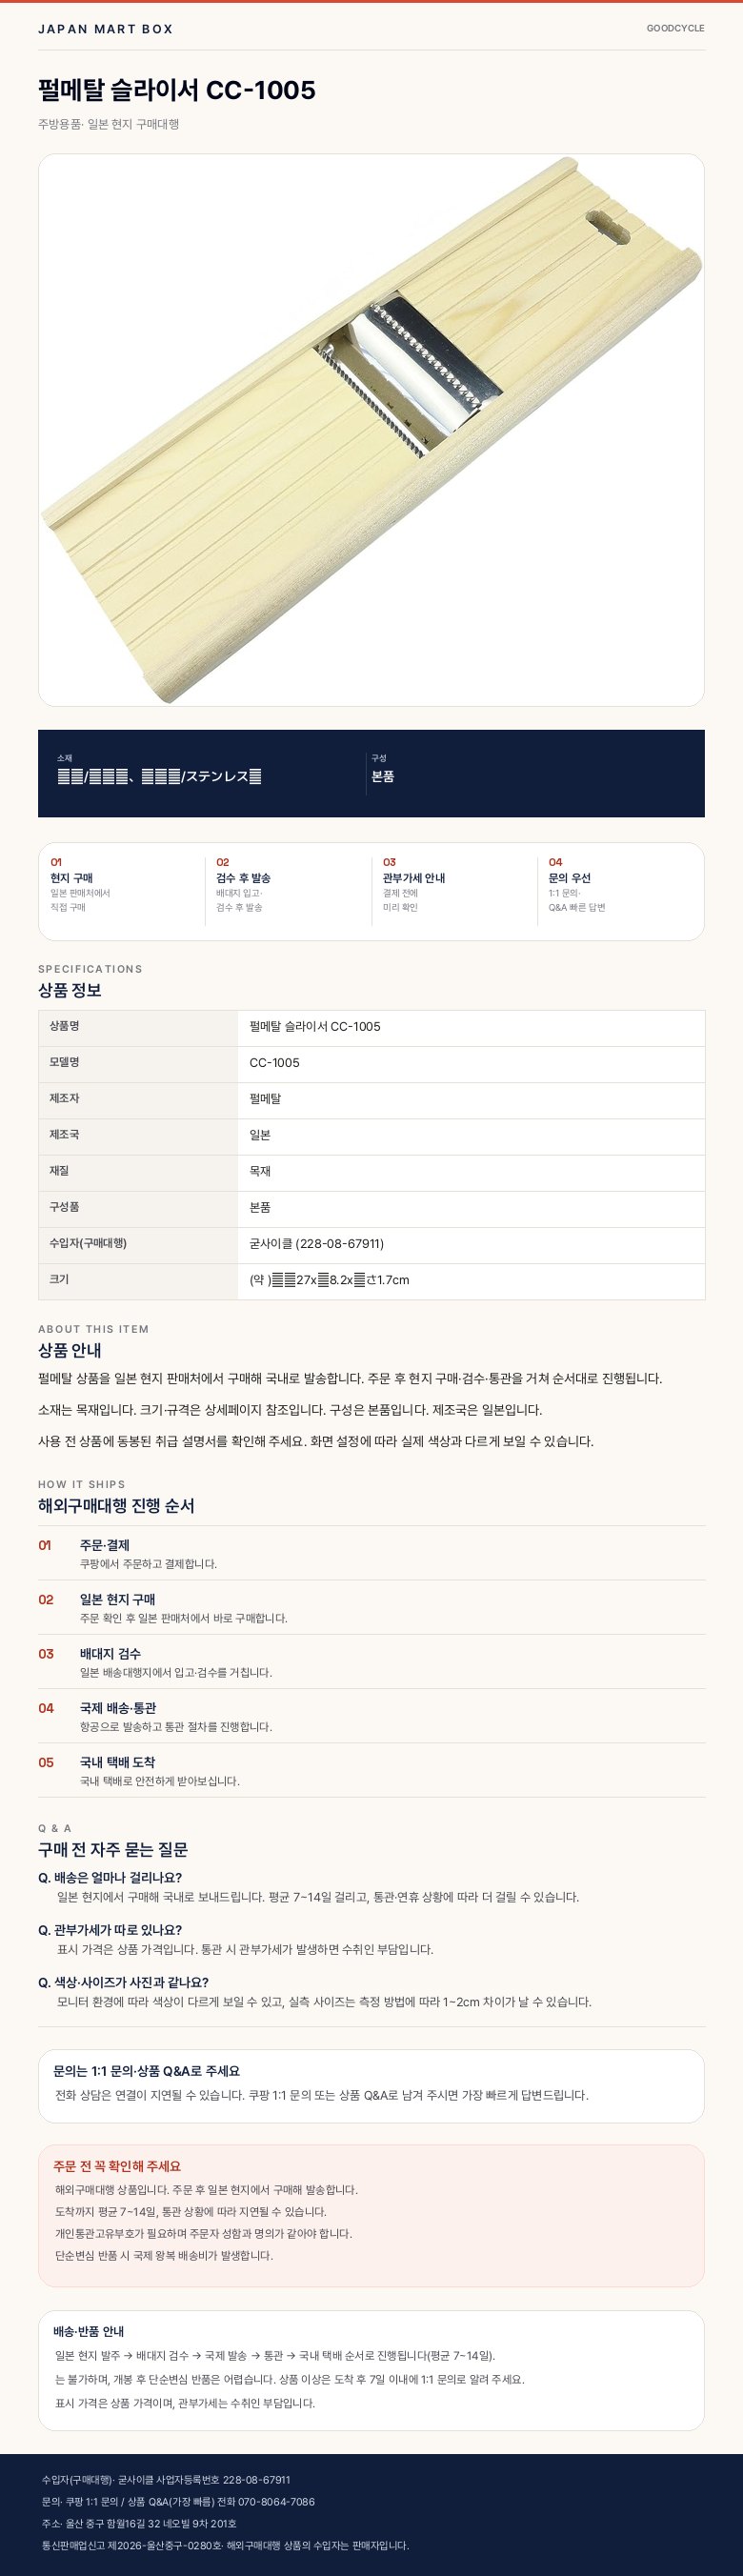 JAPAN MART BOX
GOODCYCLE
펄메탈 슬라이서 CC-1005
주방용품· 일본 현지 구매대행
소재
/、/ステンレス
구성
본품
01
현지 구매
일본 판매처에서
직접 구매
02
검수 후 발송
배대지 입고·
검수 후 발송
03
관부가세 안내
결제 전에
미리 확인
04
문의 우선
1:1 문의·
Q&A 빠른 답변
SPECIFICATIONS
상품 정보
상품명 펄메탈 슬라이서 CC-1005
모델명 CC-1005
제조자 펄메탈
제조국 일본
재질 목재
구성품 본품
수입자(구매대행) 굳사이클 (228-08-67911)
크기 (약 )27x8.2xさ1.7cm
ABOUT THIS ITEM
상품 안내
펄메탈 상품을 일본 현지 판매처에서 구매해 국내로 발송합니다. 주문 후 현지 구매·검수·통관을 거쳐 순서대로 진행됩니다.
소재는 목재입니다. 크기·규격은 상세페이지 참조입니다. 구성은 본품입니다. 제조국은 일본입니다.
사용 전 상품에 동봉된 취급 설명서를 확인해 주세요. 화면 설정에 따라 실제 색상과 다르게 보일 수 있습니다.
HOW IT SHIPS
해외구매대행 진행 순서
01 주문·결제
쿠팡에서 주문하고 결제합니다.
02 일본 현지 구매
주문 확인 후 일본 판매처에서 바로 구매합니다.
03 배대지 검수
일본 배송대행지에서 입고·검수를 거칩니다.
04 국제 배송·통관
항공으로 발송하고 통관 절차를 진행합니다.
05 국내 택배 도착
국내 택배로 안전하게 받아보십니다.
Q & A
구매 전 자주 묻는 질문
Q. 배송은 얼마나 걸리나요?
일본 현지에서 구매해 국내로 보내드립니다. 평균 7~14일 걸리고, 통관·연휴 상황에 따라 더 걸릴 수 있습니다.
Q. 관부가세가 따로 있나요?
표시 가격은 상품 가격입니다. 통관 시 관부가세가 발생하면 수취인 부담입니다.
Q. 색상·사이즈가 사진과 같나요?
모니터 환경에 따라 색상이 다르게 보일 수 있고, 실측 사이즈는 측정 방법에 따라 1~2cm 차이가 날 수 있습니다.
문의는 1:1 문의·상품 Q&A로 주세요
전화 상담은 연결이 지연될 수 있습니다. 쿠팡 1:1 문의 또는 상품 Q&A로 남겨 주시면 가장 빠르게 답변드립니다.
주문 전 꼭 확인해 주세요
해외구매대행 상품입니다. 주문 후 일본 현지에서 구매해 발송합니다.
도착까지 평균 7~14일, 통관 상황에 따라 지연될 수 있습니다.
개인통관고유부호가 필요하며 주문자 성함과 명의가 같아야 합니다.
단순변심 반품 시 국제 왕복 배송비가 발생합니다.
배송·반품 안내
일본 현지 발주 → 배대지 검수 → 국제 발송 → 통관 → 국내 택배 순서로 진행됩니다(평균 7~14일).
는 불가하며, 개봉 후 단순변심 반품은 어렵습니다. 상품 이상은 도착 후 7일 이내에 1:1 문의로 알려 주세요.
표시 가격은 상품 가격이며, 관부가세는 수취인 부담입니다.
수입자(구매대행)· 굳사이클 사업자등록번호 228-08-67911
문의· 쿠팡 1:1 문의 / 상품 Q&A(가장 빠름) 전화 070-8064-7086
주소· 울산 중구 함월16길 32 네오빌 9차 201호
통신판매업신고 제2026-울산중구-0280호· 해외구매대행 상품의 수입자는 판매자입니다.